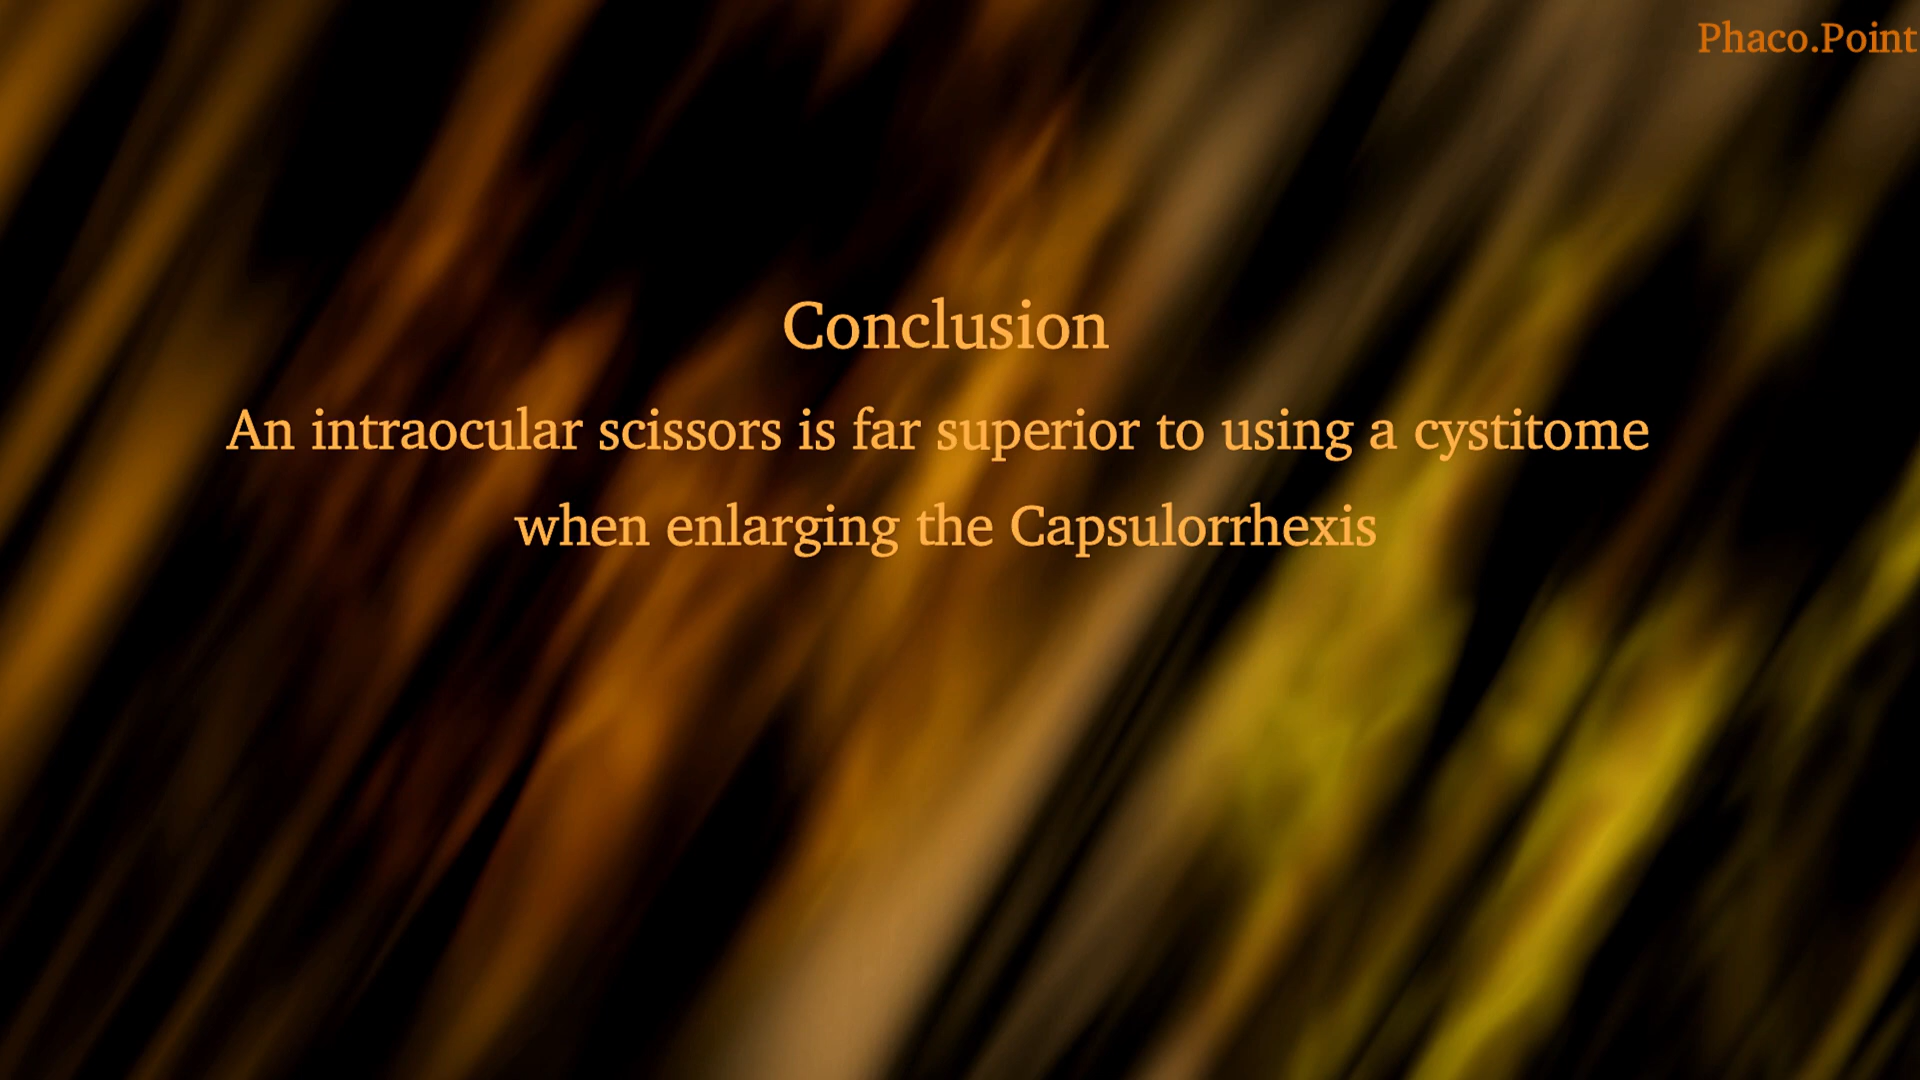 Phaco.Point
Conclusion
An intraocular scissors is far superior to using a cystitome
when enlarging the Capsulorrhexis